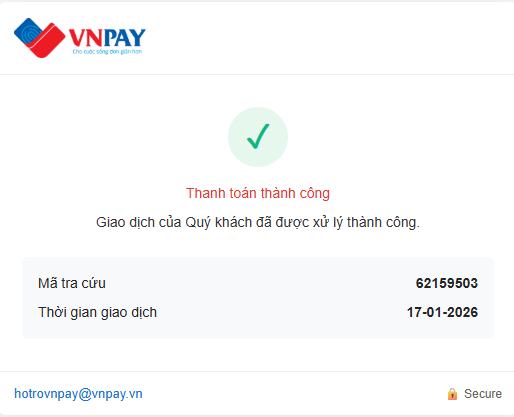 VNPAY
Cho cuộc sống đơn giản hơn
Thanh toán thành công
Giao dịch của Quý khách đã được xử lý thành công.
Mã tra cứu 62159503
Thời gian giao dịch 17-01-2026
hotrovnpay@vnpay.vn Secure